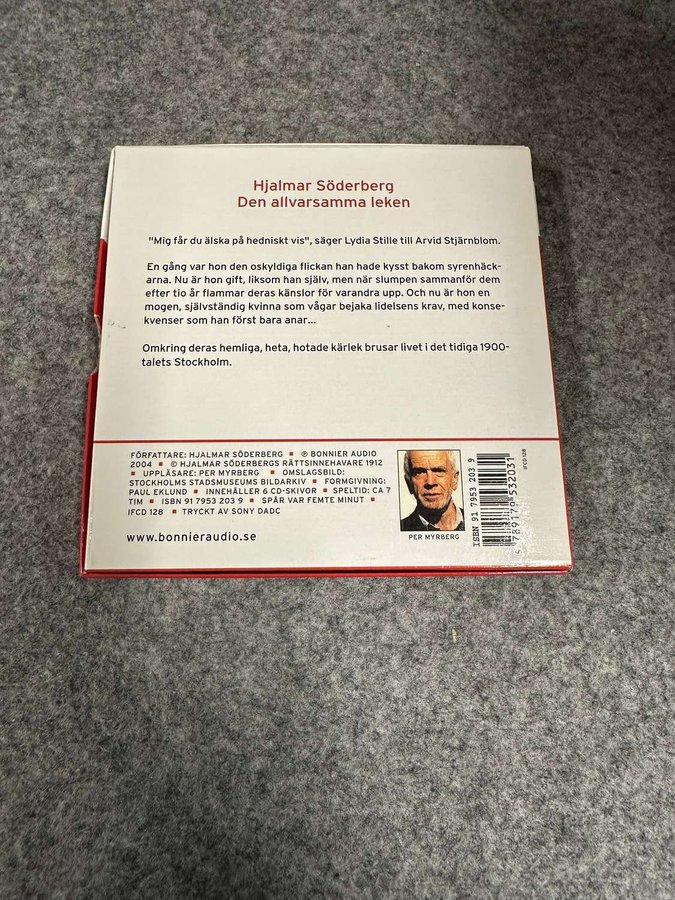 Hjalmar Söderberg
Den allvarsamma leken
"Mig får du älska på hedniskt vis", säger Lydia Stille till Arvid Stjärnblom.
En gång var hon den oskyldiga flickan han hade kysst bakom syrenhäck-
arna. Nu är hon gift, liksom han själv, men när slumpen sammanför dem
efter tio år flammar deras känslor för varandra upp. Och nu är hon en
mogen, självständig kvinna som vågar bejaka lidelsens krav, med konse-
kvenser som han först bara anar...
Omkring deras hemliga, heta, hotade kärlek brusar livet i det tidiga 1900-
talets Stockholm.
FÖRFATTARE: HJALMAR SÖDERBERG ▪ ℗ BONNIER AUDIO
2004 ▪ © HJALMAR SÖDERBERGS RÄTTSINNEHAVARE 1912
▪ UPPLÄSARE: PER MYRBERG ▪ OMSLAGSBILD:
STOCKHOLMS STADSMUSEUMS BILDARKIV ▪ FORMGIVNING:
PAUL EKLUND ▪ INNEHÅLLER 6 CD-SKIVOR ▪ SPELTID: CA 7
TIM ▪ ISBN 91 7953 203 9 ▪ SPÅR VAR FEMTE MINUT ▪
IFCD 128 ▪ TRYCKT AV SONY DADC
www.bonnieraudio.se
PER MYRBERG
ISBN 91 7953 203 9
9 789179 532031
IFCD 128